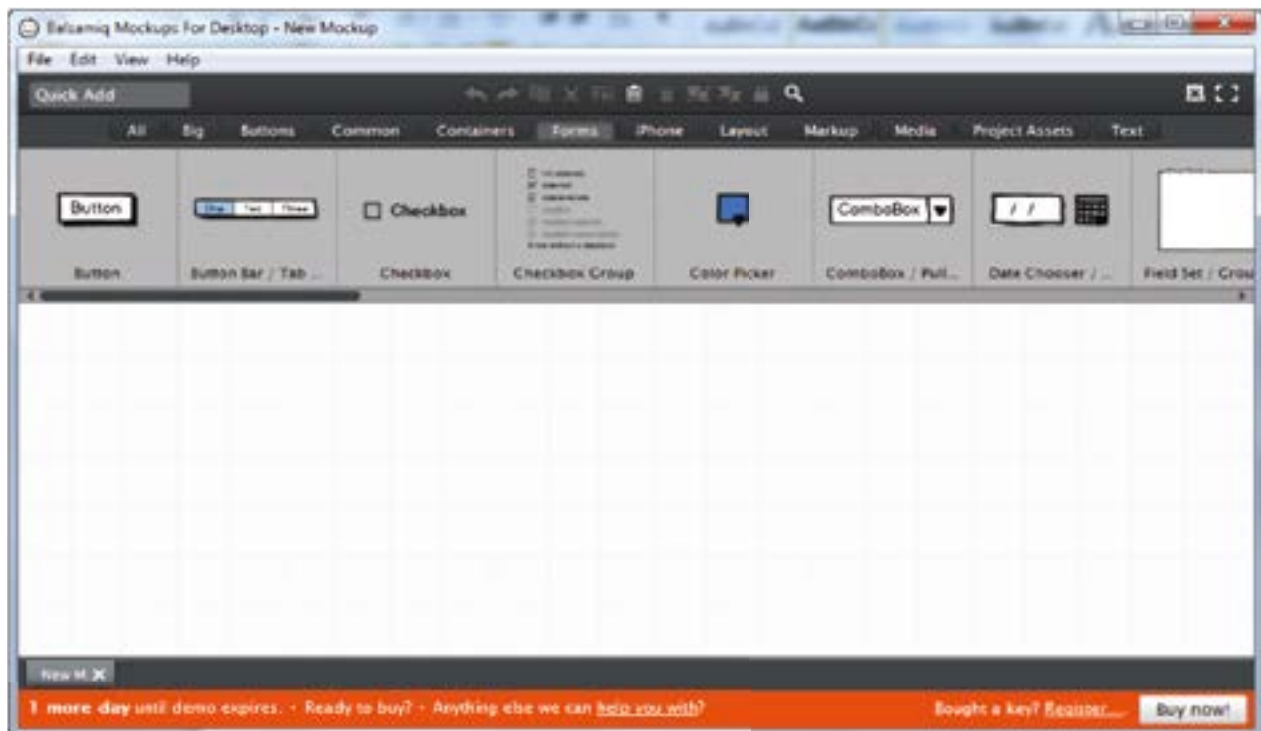 Balsamiq Mockups For Desktop - New Mockup
File Edit View Help
Quick Add
All Big Buttons Common Containers Forms iPhone Layout Markup Media Project Assets Text
Button
One Two Three
Checkbox
ComboBox
/ /
Button
Button Bar / Tab ...
Checkbox
Checkbox Group
Color Picker
ComboBox / Pull...
Date Chooser / ...
Field Set / Grou
New M.
1 more day until demo expires. - Ready to buy? - Anything else we can help you with?
Bought a key? Register...
Buy now!